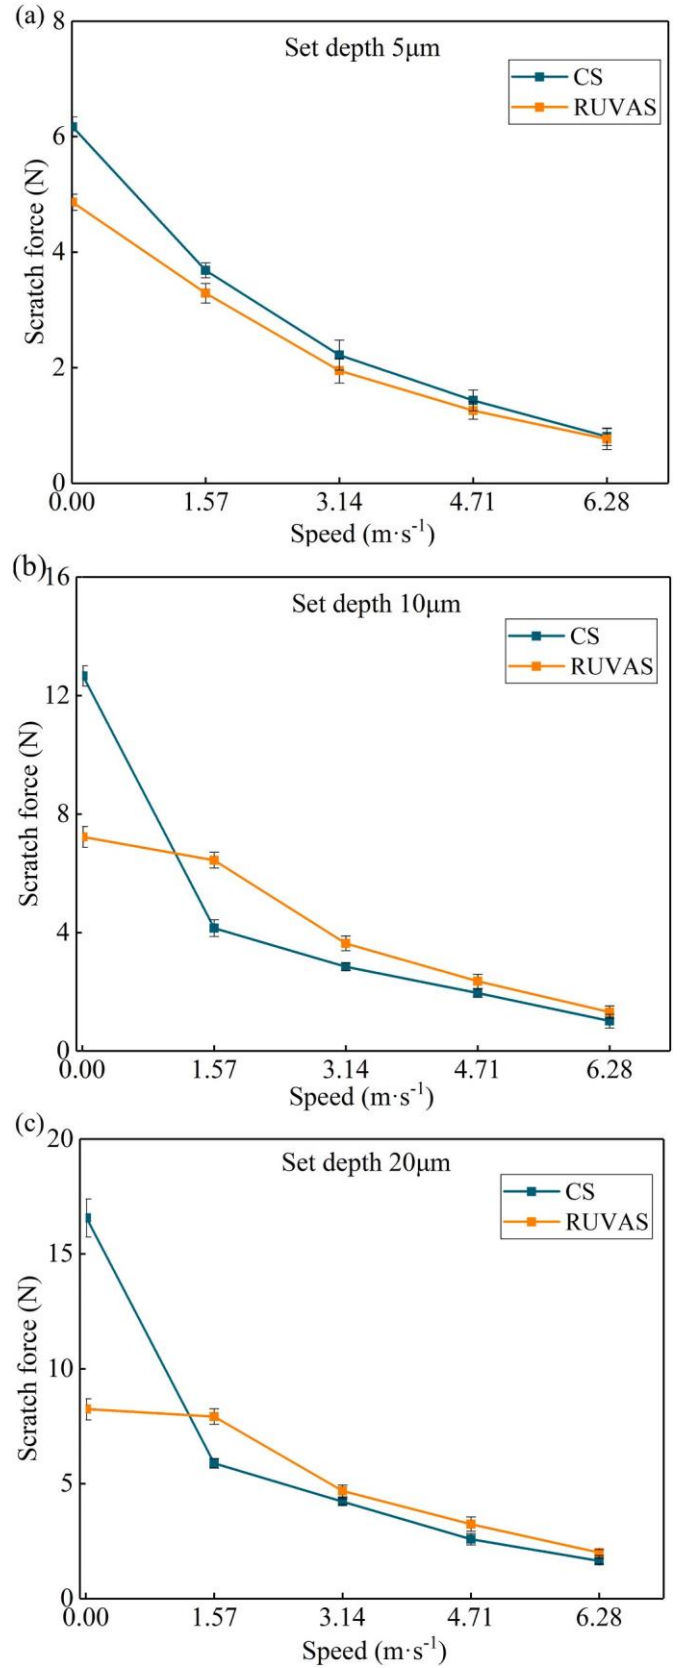 (a)
Set depth 5μm
CS
RUVAS
Scratch force (N)
8
6
4
2
0
0.00 1.57 3.14 4.71 6.28
Speed (m·s⁻¹)
(b)
Set depth 10μm
CS
RUVAS
Scratch force (N)
16
12
8
4
0
0.00 1.57 3.14 4.71 6.28
Speed (m·s⁻¹)
(c)
Set depth 20μm
CS
RUVAS
Scratch force (N)
20
15
10
5
0
0.00 1.57 3.14 4.71 6.28
Speed (m·s⁻¹)